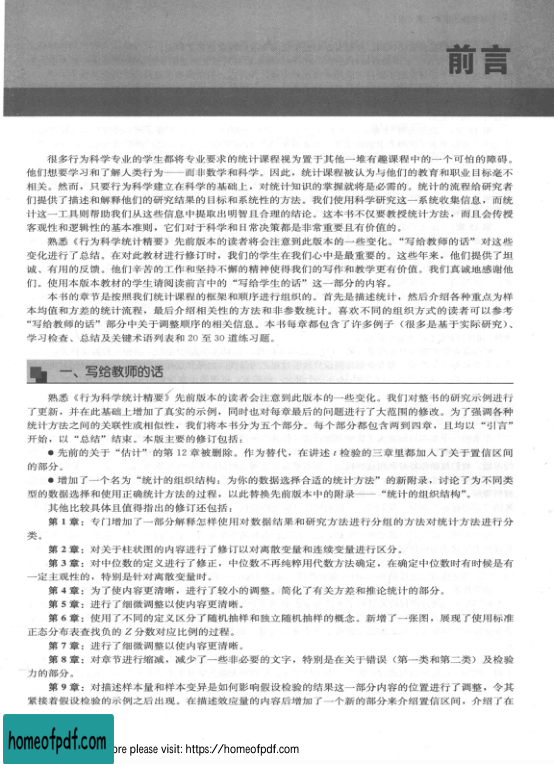 前言
很多行为科学专业的学生都将专业要求的统计课程视为置于其他一堆有趣课程中的一个可怕的障碍。
他们想要学习和了解人类行为——而非数学和科学。因此，统计课程被认为与他们的教育和职业目标毫不
相关。然而，只要行为科学建立在科学的基础上，对统计知识的掌握就将是必需的。统计的流程给研究者
们提供了描述和解释他们的研究结果的目标和系统性的方法。我们使用科学研究这一系统收集信息，而统
计这一工具则帮助我们从这些信息中提取出明智且合理的结论。这本书不仅要教授统计方法，而且会传授
客观性和逻辑性的基本准则，它们对于科学和日常决策都是非常重要且有价值的。
熟悉《行为科学统计精要》先前版本的读者将会注意到此版本的一些变化。“写给教师的话”对这些
变化进行了总结。在对此教材进行修订时，我们的学生在我们心中是最重要的。这些年来，他们提供了坦
诚、有用的反馈。他们辛苦的工作和坚持不懈的精神使得我们的写作和教学更有价值。我们真诚地感谢他
们。使用本版本教材的学生请阅读前言中的“写给学生的话”这一部分的内容。
本书的章节是按照我们统计课程的框架和顺序进行组织的。首先是描述统计，然后介绍各种重点为样
本均值和方差的统计流程，最后介绍相关性的方法和非参数统计。喜欢不同的组织方式的读者可以参考
“写给教师的话”部分中关于调整顺序的相关信息。本书每章都包含了许多例子（很多是基于实际研究）、
学习检查、总结及关键术语列表和 20 至 30 道练习题。
一、写给教师的话
熟悉《行为科学统计精要》先前版本的读者会注意到此版本的一些变化。我们对整书的研究示例进行
了更新，并在此基础上增加了真实的示例，同时也对每章最后的问题进行了大范围的修改。为了强调各种
统计方法之间的关联性或相似性，我们将本书分为五个部分。每个部分都包含两到四章，且均以“引言”
开始，以“总结”结束。本版主要的修订包括：
● 先前的关于“估计”的第 12 章被删除。作为替代，在讲述 t 检验的三章里都加入了关于置信区间
的部分。
● 增加了一个名为“统计的组织结构：为你的数据选择合适的统计方法”的新附录，讨论了为不同类
型的数据选择和使用正确统计方法的过程，以此替换先前版本中的附录——“统计的组织结构”。
其他比较具体且值得指出的修订还包括：
第 1 章：专门增加了一部分解释怎样使用对数据结果和研究方法进行分组的方法对统计方法进行分
类。
第 2 章：对关于柱状图的内容进行了修订以对离散变量和连续变量进行区分。
第 3 章：对中位数的定义进行了修正，中位数不再纯粹用代数方法确定，在确定中位数时有时候是有
一定主观性的，特别是针对离散变量时。
第 4 章：为了使内容更清晰，进行了较小的调整。简化了有关方差和推论统计的部分。
第 5 章：进行了细微调整以使内容更清晰。
第 6 章：使用了不同的定义区分了随机抽样和独立随机抽样的概念。新增了一张图，展现了使用标准
正态分布表查找负的 Z 分数对应比例的过程。
第 7 章：进行了细微调整以使内容更清晰。
第 8 章：对章节进行缩减，减少了一些非必要的文字，特别是在关于错误（第一类和第二类）及检验
力的部分。
第 9 章：对描述样本量和样本变异是如何影响假设检验的结果这一部分内容的位置进行了调整，令其
紧接着假设检验的示例之后出现。在描述效应量的内容后增加了一个新的部分来介绍置信区间，介绍了在
homeofpdf.com
ore please visit: https://homeofpdf.com